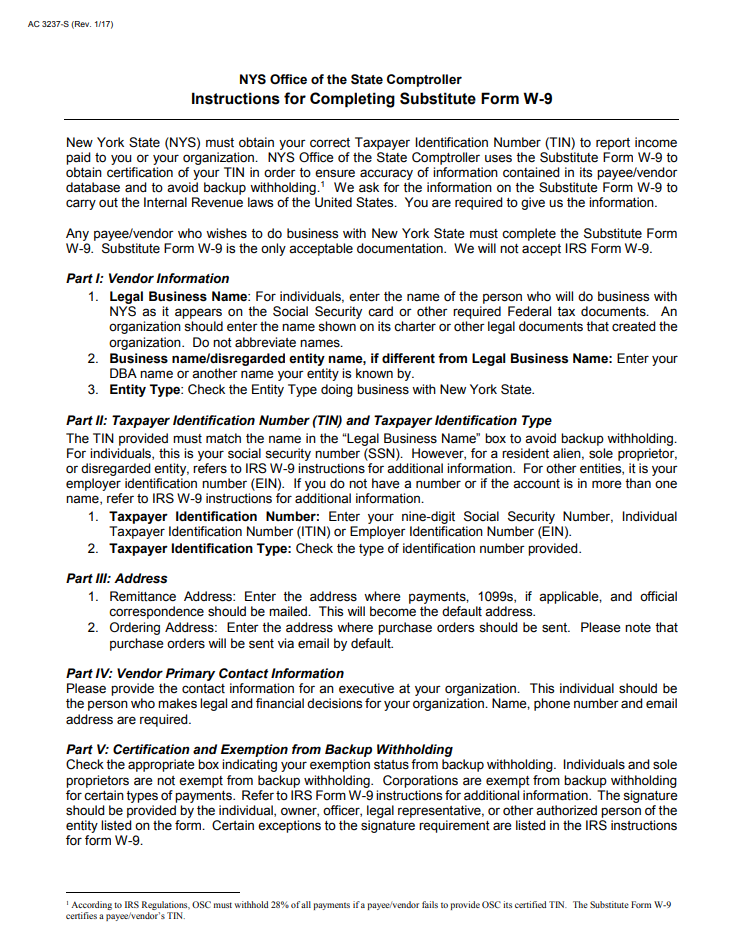 AC 3237-S (Rev. 1/17)
NYS Office of the State Comptroller
Instructions for Completing Substitute Form W-9
New York State (NYS) must obtain your correct Taxpayer Identification Number (TIN) to report income
paid to you or your organization. NYS Office of the State Comptroller uses the Substitute Form W-9 to
obtain certification of your TIN in order to ensure accuracy of information contained in its payee/vendor
database and to avoid backup withholding.¹ We ask for the information on the Substitute Form W-9 to
carry out the Internal Revenue laws of the United States. You are required to give us the information.
Any payee/vendor who wishes to do business with New York State must complete the Substitute Form
W-9. Substitute Form W-9 is the only acceptable documentation. We will not accept IRS Form W-9.
Part I: Vendor Information
1. Legal Business Name: For individuals, enter the name of the person who will do business with
NYS as it appears on the Social Security card or other required Federal tax documents. An
organization should enter the name shown on its charter or other legal documents that created the
organization. Do not abbreviate names.
2. Business name/disregarded entity name, if different from Legal Business Name: Enter your
DBA name or another name your entity is known by.
3. Entity Type: Check the Entity Type doing business with New York State.
Part II: Taxpayer Identification Number (TIN) and Taxpayer Identification Type
The TIN provided must match the name in the “Legal Business Name” box to avoid backup withholding.
For individuals, this is your social security number (SSN). However, for a resident alien, sole proprietor,
or disregarded entity, refers to IRS W-9 instructions for additional information. For other entities, it is your
employer identification number (EIN). If you do not have a number or if the account is in more than one
name, refer to IRS W-9 instructions for additional information.
1. Taxpayer Identification Number: Enter your nine-digit Social Security Number, Individual
Taxpayer Identification Number (ITIN) or Employer Identification Number (EIN).
2. Taxpayer Identification Type: Check the type of identification number provided.
Part III: Address
1. Remittance Address: Enter the address where payments, 1099s, if applicable, and official
correspondence should be mailed. This will become the default address.
2. Ordering Address: Enter the address where purchase orders should be sent. Please note that
purchase orders will be sent via email by default.
Part IV: Vendor Primary Contact Information
Please provide the contact information for an executive at your organization. This individual should be
the person who makes legal and financial decisions for your organization. Name, phone number and email
address are required.
Part V: Certification and Exemption from Backup Withholding
Check the appropriate box indicating your exemption status from backup withholding. Individuals and sole
proprietors are not exempt from backup withholding. Corporations are exempt from backup withholding
for certain types of payments. Refer to IRS Form W-9 instructions for additional information. The signature
should be provided by the individual, owner, officer, legal representative, or other authorized person of the
entity listed on the form. Certain exceptions to the signature requirement are listed in the IRS instructions
for form W-9.
¹ According to IRS Regulations, OSC must withhold 28% of all payments if a payee/vendor fails to provide OSC its certified TIN. The Substitute Form W-9
certifies a payee/vendor’s TIN.